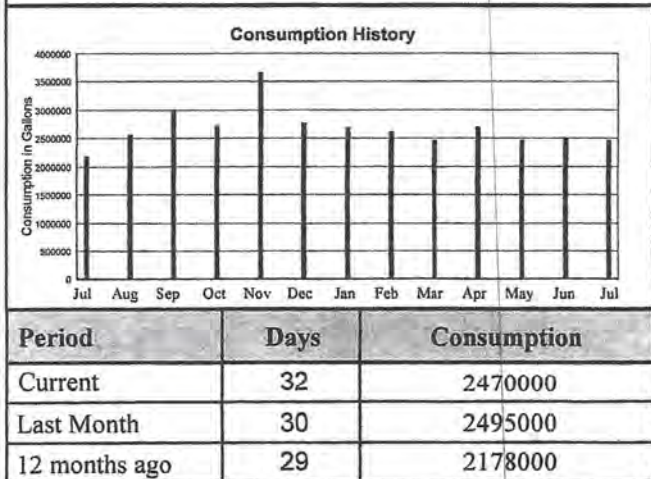 Consumption History
4000000
3500000
3000000
2500000
2000000
1500000
1000000
500000
0
Consumption in Gallons
Jul Aug Sep Oct Nov Dec Jan Feb Mar Apr May Jun Jul
Period Days Consumption
Current 32 2470000
Last Month 30 2495000
12 months ago 29 2178000